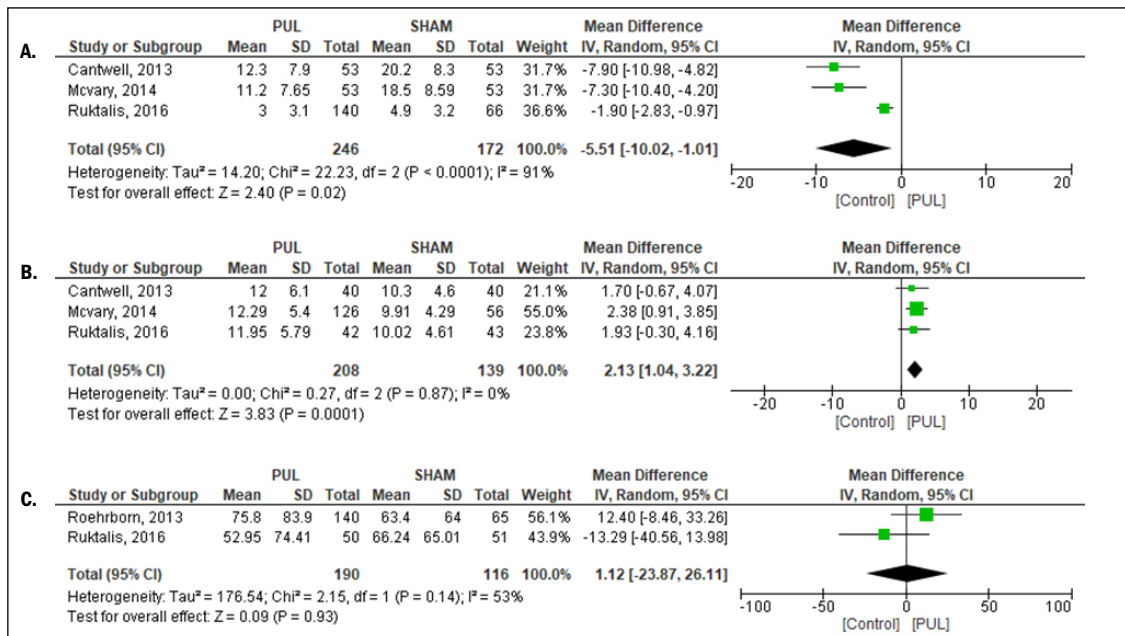 A.
PUL SHAM Mean Difference Mean Difference
Study or Subgroup Mean SD Total Mean SD Total Weight IV, Random, 95% CI IV, Random, 95% CI
Cantwell, 2013 12.3 7.9 53 20.2 8.3 53 31.7% -7.90 [-10.98, -4.82]
Mcvary, 2014 11.2 7.65 53 18.5 8.59 53 31.7% -7.30 [-10.40, -4.20]
Ruktalis, 2016 3 3.1 140 4.9 3.2 66 36.6% -1.90 [-2.83, -0.97]
Total (95% CI) 246 172 100.0% -5.51 [-10.02, -1.01]
Heterogeneity: Tau² = 14.20; Chi² = 22.23, df = 2 (P < 0.0001); I² = 91%
Test for overall effect: Z = 2.40 (P = 0.02)
-20 -10 0 10 20
[Control] [PUL]
B.
PUL SHAM Mean Difference Mean Difference
Study or Subgroup Mean SD Total Mean SD Total Weight IV, Random, 95% CI IV, Random, 95% CI
Cantwell, 2013 12 6.1 40 10.3 4.6 40 21.1% 1.70 [-0.67, 4.07]
Mcvary, 2014 12.29 5.4 126 9.91 4.29 56 55.0% 2.38 [0.91, 3.85]
Ruktalis, 2016 11.95 5.79 42 10.02 4.61 43 23.8% 1.93 [-0.30, 4.16]
Total (95% CI) 208 139 100.0% 2.13 [1.04, 3.22]
Heterogeneity: Tau² = 0.00; Chi² = 0.27, df = 2 (P = 0.87); I² = 0%
Test for overall effect: Z = 3.83 (P = 0.0001)
-20 -10 0 10 20
[Control] [PUL]
C.
PUL SHAM Mean Difference Mean Difference
Study or Subgroup Mean SD Total Mean SD Total Weight IV, Random, 95% CI IV, Random, 95% CI
Roehrborn, 2013 75.8 83.9 140 63.4 64 65 56.1% 12.40 [-8.46, 33.26]
Ruktalis, 2016 52.95 74.41 50 66.24 65.01 51 43.9% -13.29 [-40.56, 13.98]
Total (95% CI) 190 116 100.0% 1.12 [-23.87, 26.11]
Heterogeneity: Tau² = 176.54; Chi² = 2.15, df = 1 (P = 0.14); I² = 53%
Test for overall effect: Z = 0.09 (P = 0.93)
-100 -50 0 50 100
[Control] [PUL]